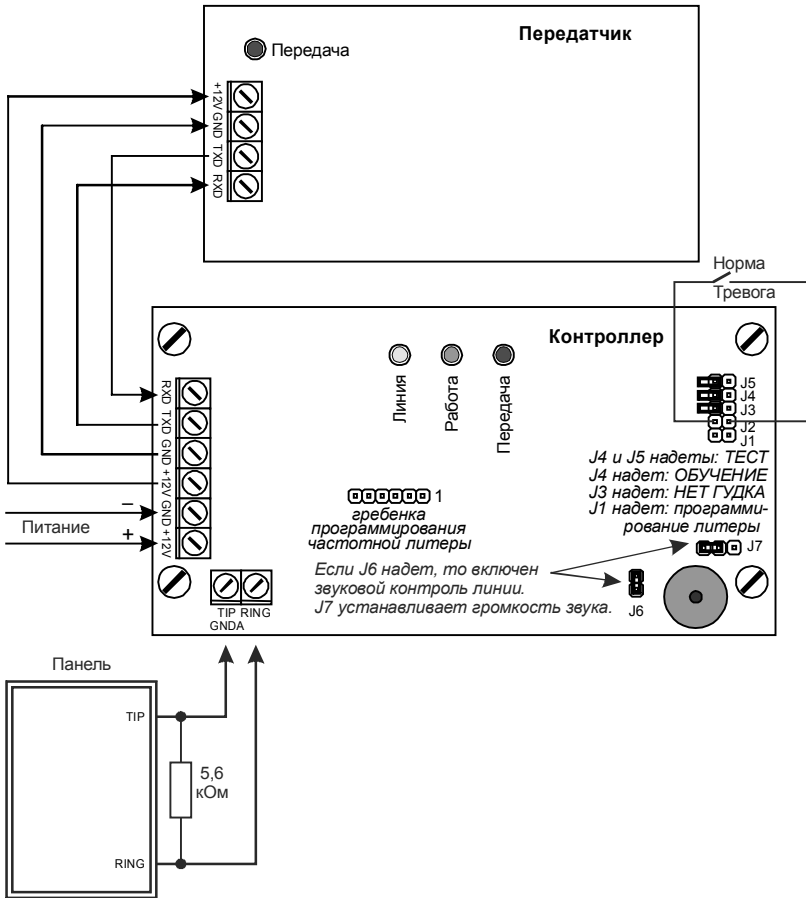 Передатчик
Передача
+12V
GND
TXD
RXD
Норма
Тревога
Контроллер
Линия
Работа
Передача
RXD
TXD
GND
+12V
GND
+12V
–
Питание
+
J5
J4
J3
J2
J1
J4 и J5 надеты: ТЕСТ
J4 надет: ОБУЧЕНИЕ
J3 надет: НЕТ ГУДКА
J1 надет: программи-
рование литеры
1
гребенка
программирования
частотной литеры
J7
Если J6 надет, то включен
звуковой контроль линии.
J7 устанавливает громкость звука.
J6
TIP RING
GNDA
Панель
TIP
5,6
кОм
RING